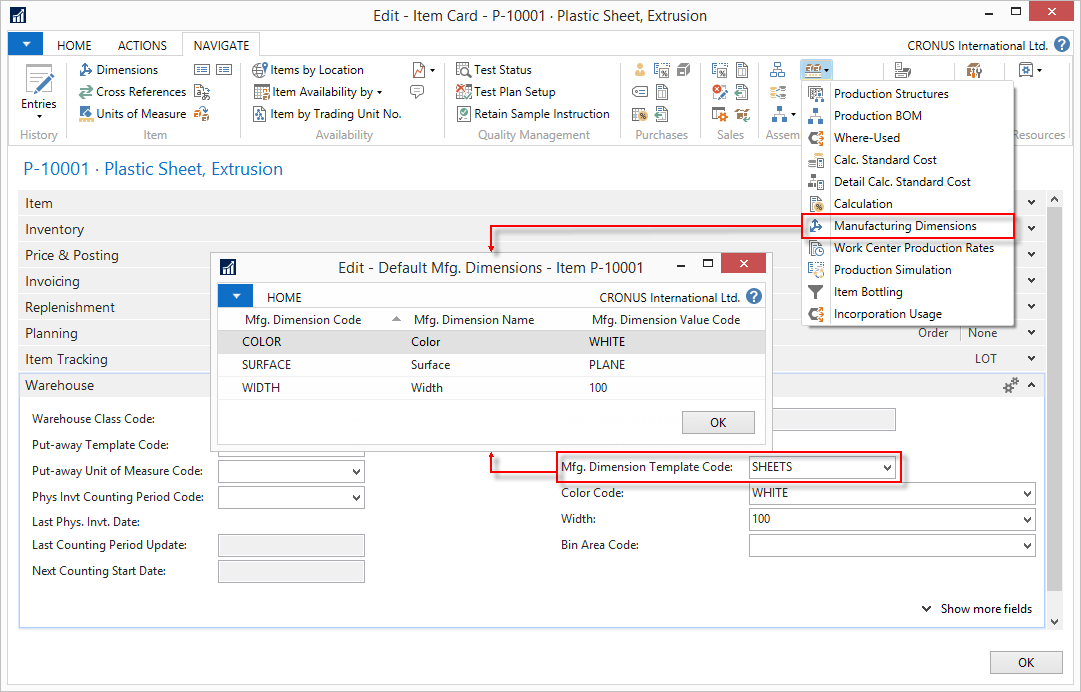 Edit - Item Card - P-10001 · Plastic Sheet, Extrusion
HOME ACTIONS NAVIGATE CRONUS International Ltd. ?
Entries
History
Dimensions
Cross References
Units of Measure
Item
Items by Location
Item Availability by
Item by Trading Unit No.
Availability
Test Status
Test Plan Setup
Retain Sample Instruction
Quality Management
Purchases
Sales
Assem
Resources
Production Structures
Production BOM
Where-Used
Calc. Standard Cost
Detail Calc. Standard Cost
Calculation
Manufacturing Dimensions
Work Center Production Rates
Production Simulation
Item Bottling
Incorporation Usage
P-10001 · Plastic Sheet, Extrusion
Item
Inventory
Price & Posting
Invoicing
Replenishment
Planning Order None
Item Tracking LOT
Warehouse
Edit - Default Mfg. Dimensions - Item P-10001
HOME CRONUS International Ltd. ?
Mfg. Dimension Code Mfg. Dimension Name Mfg. Dimension Value Code
COLOR Color WHITE
SURFACE Surface PLANE
WIDTH Width 100
OK
Warehouse Class Code:
Put-away Template Code:
Put-away Unit of Measure Code:
Phys Invt Counting Period Code:
Last Phys. Invt. Date:
Last Counting Period Update:
Next Counting Start Date:
Mfg. Dimension Template Code: SHEETS
Color Code: WHITE
Width: 100
Bin Area Code:
Show more fields
OK